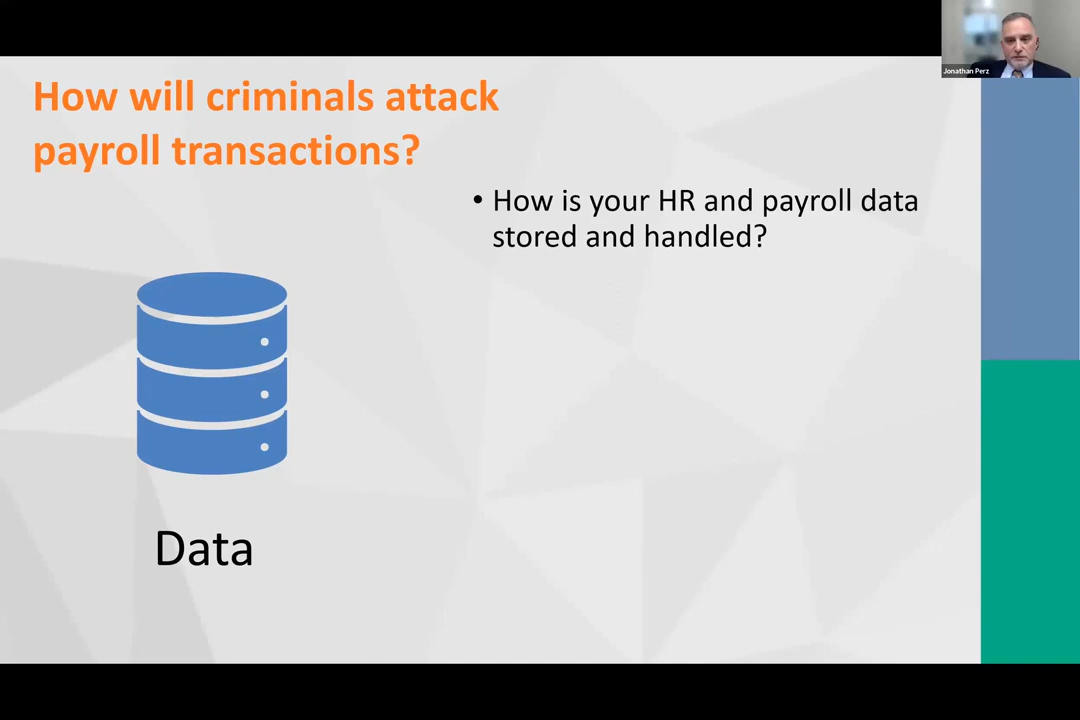 Jonathan Perz
How will criminals attack
payroll transactions?
• How is your HR and payroll data
stored and handled?
Data